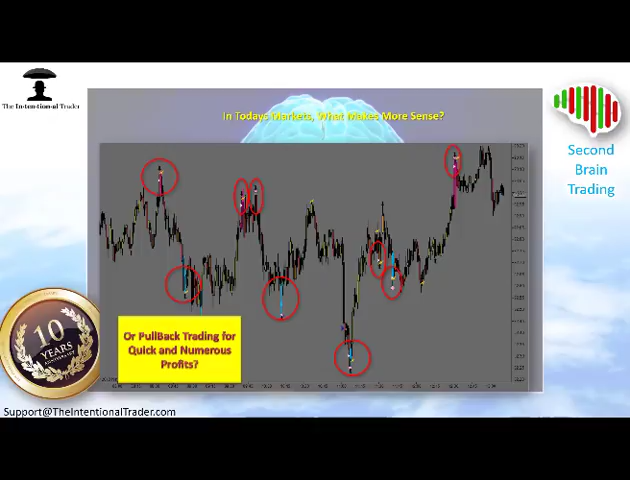 The Intentional Trader
In Todays Markets, What Makes More Sense?
Second
Brain
Trading
10
YEARS
ANNIVERSARY
Or PullBack Trading for
Quick and Numerous
Profits?
Support@TheIntentionalTrader.com